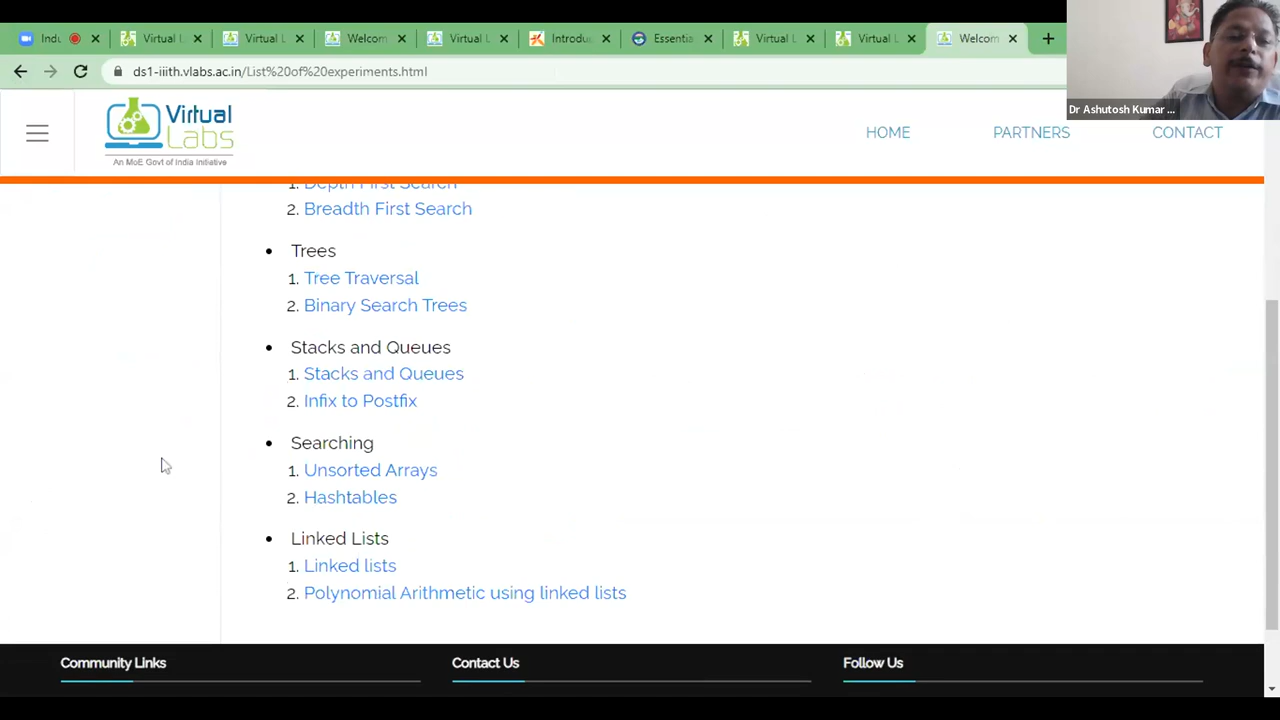 Indu
Virtual L
Virtual L
Welcom
Virtual L
Introdu
Essentia
Virtual L
Virtual L
Welcom
ds1-iiith.vlabs.ac.in/List%20of%20experiments.html
Dr Ashutosh Kumar ...
Virtual
Labs
An MoE Govt of India Initiative
HOME PARTNERS CONTACT
1. Depth First Search
2. Breadth First Search
• Trees
1. Tree Traversal
2. Binary Search Trees
• Stacks and Queues
1. Stacks and Queues
2. Infix to Postfix
• Searching
1. Unsorted Arrays
2. Hashtables
• Linked Lists
1. Linked lists
2. Polynomial Arithmetic using linked lists
Community Links Contact Us Follow Us